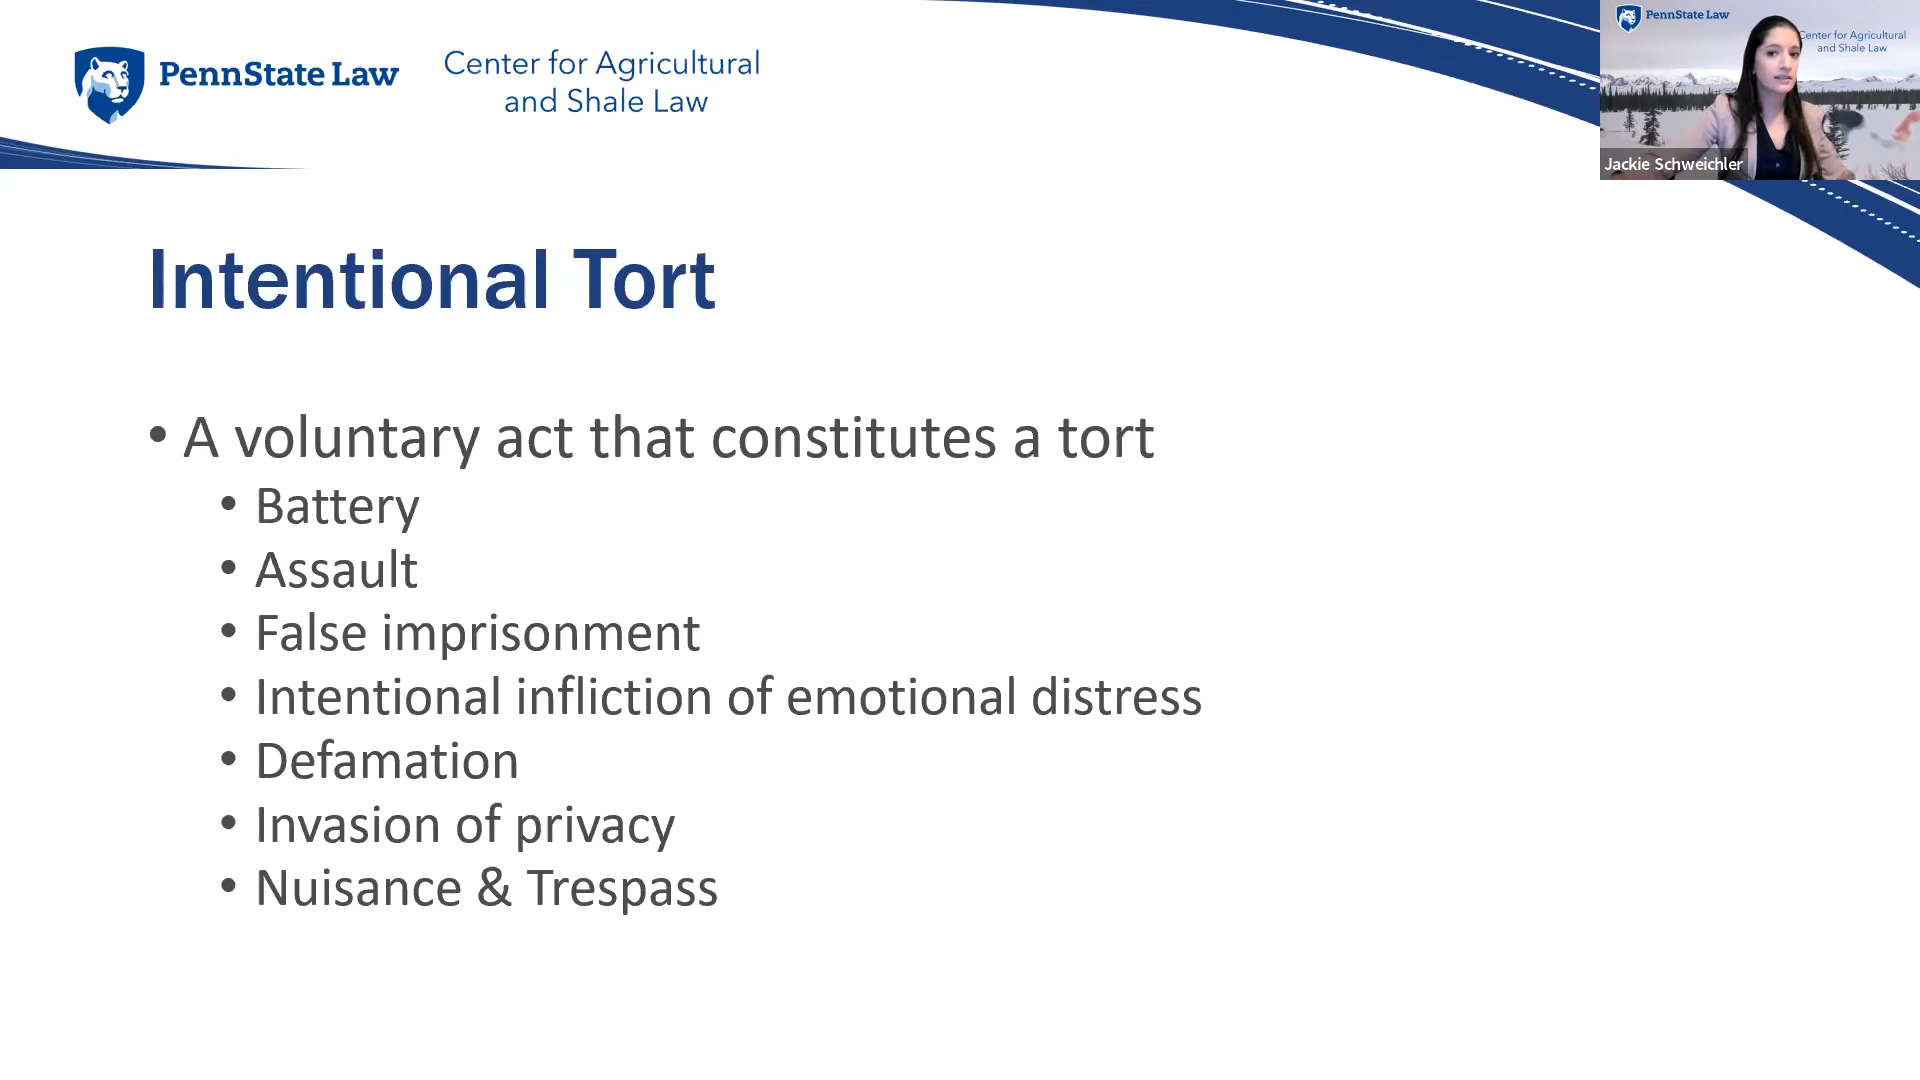 PennState Law
Center for Agricultural
and Shale Law
PennState Law
Center for Agricultural
and Shale Law
Jackie Schweichler
Intentional Tort
• A voluntary act that constitutes a tort
• Battery
• Assault
• False imprisonment
• Intentional infliction of emotional distress
• Defamation
• Invasion of privacy
• Nuisance & Trespass